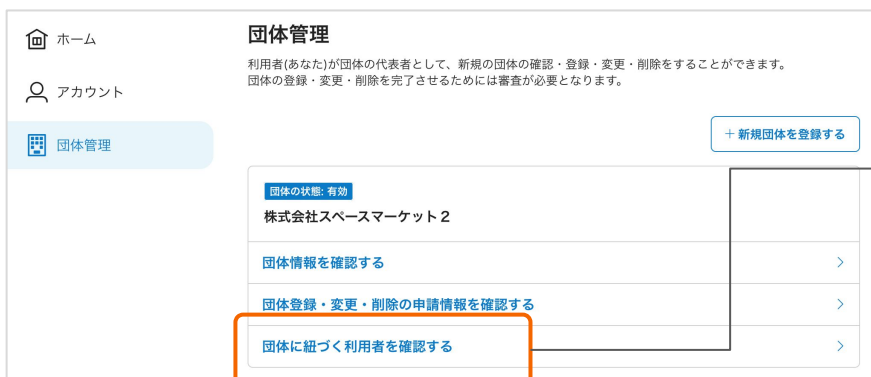 ホーム
アカウント
団体管理
団体管理
利用者(あなた)が団体の代表者として、新規の団体の確認・登録・変更・削除をすることができます。
団体の登録・変更・削除を完了させるためには審査が必要となります。
＋新規団体を登録する
団体の状態: 有効
株式会社スペースマーケット２
団体情報を確認する
団体登録・変更・削除の申請情報を確認する
団体に紐づく利用者を確認する